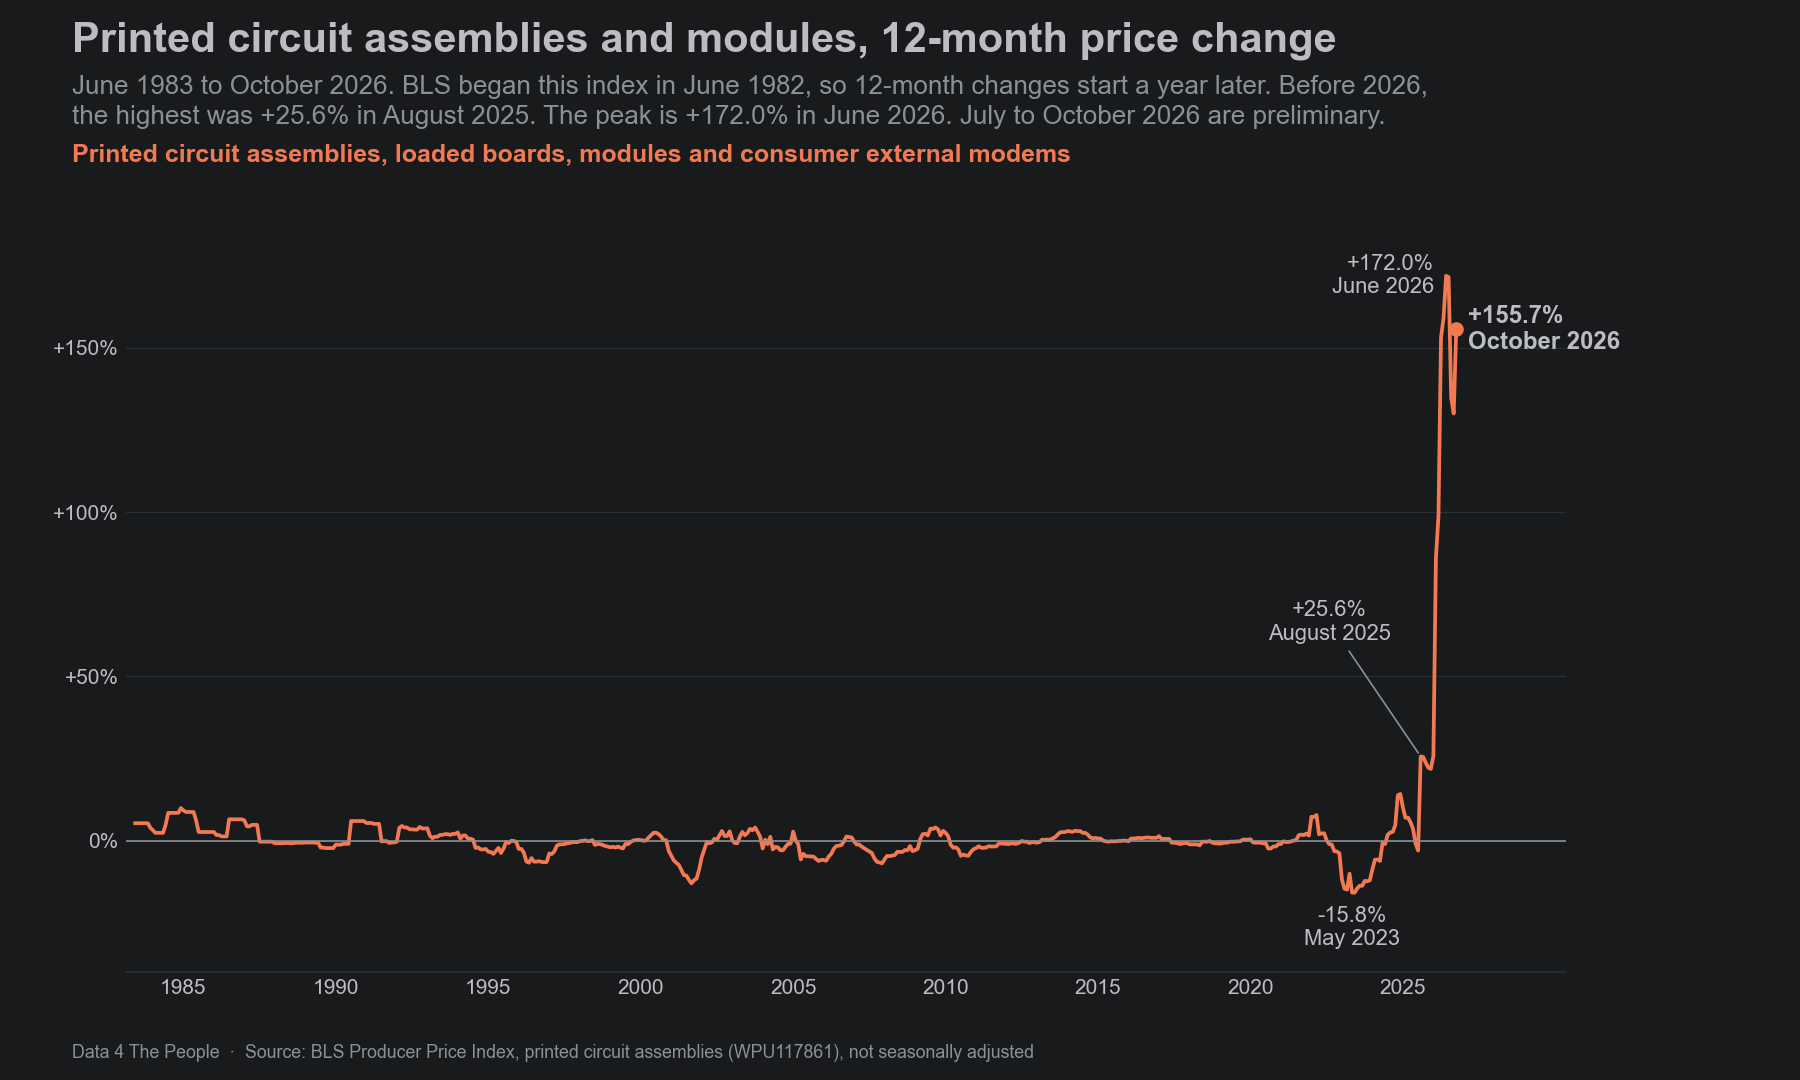 Printed circuit assemblies and modules, 12-month price change
June 1983 to October 2026. BLS began this index in June 1982, so 12-month changes start a year later. Before 2026,
the highest was +25.6% in August 2025. The peak is +172.0% in June 2026. July to October 2026 are preliminary.
Printed circuit assemblies, loaded boards, modules and consumer external modems
+172.0%
June 2026
+155.7%
October 2026
+150%
+100%
+25.6%
August 2025
+50%
0%
-15.8%
May 2023
1985 1990 1995 2000 2005 2010 2015 2020 2025
Data 4 The People · Source: BLS Producer Price Index, printed circuit assemblies (WPU117861), not seasonally adjusted